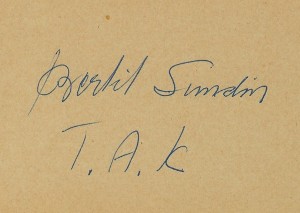 Bertil Sundin
T. A. K